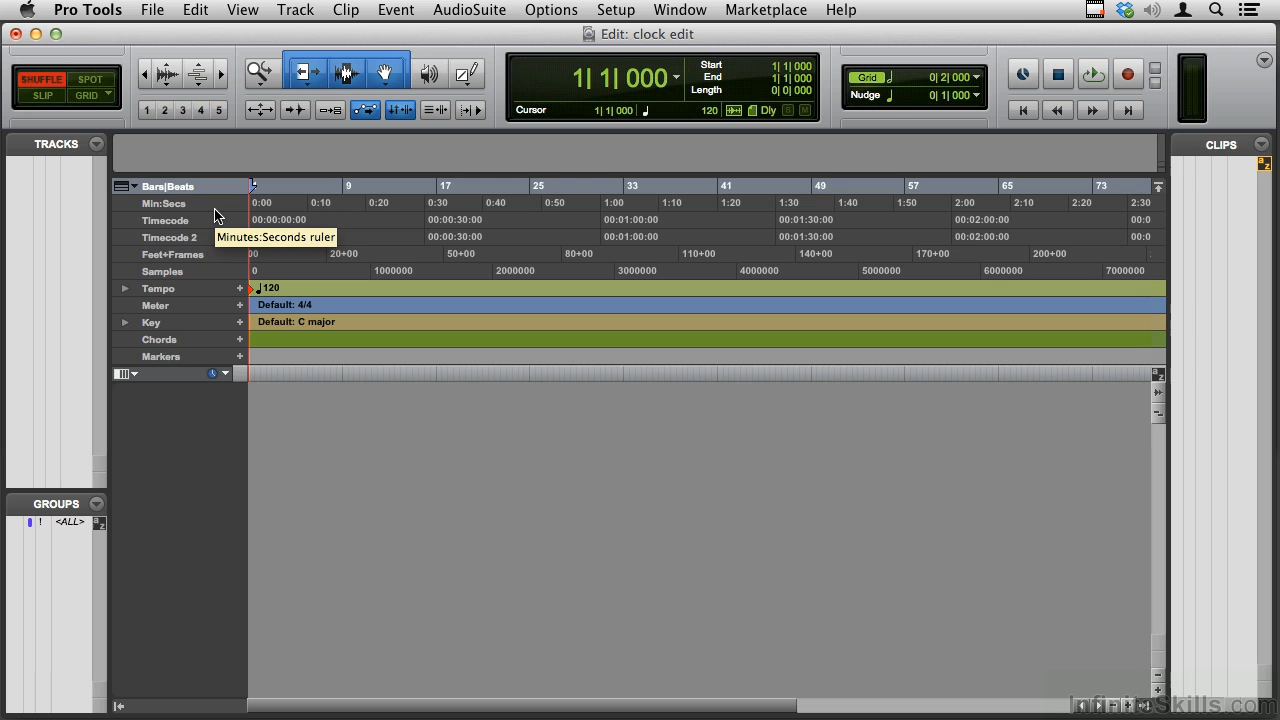 Pro Tools File Edit View Track Clip Event AudioSuite Options Setup Window Marketplace Help
Edit: clock edit
SHUFFLE SPOT
SLIP GRID
1 2 3 4 5
1| 1| 000
Start 1| 1| 000
End 1| 1| 000
Length 0| 0| 000
Cursor 1| 1| 000 120 Dly S M
Grid 0| 2| 000
Nudge 0| 1| 000
TRACKS
CLIPS
Bars|Beats 9 17 25 33 41 49 57 65 73
Min:Secs 0:00 0:10 0:20 0:30 0:40 0:50 1:00 1:10 1:20 1:30 1:40 1:50 2:00 2:10 2:20 2:30
Timecode 00:00:00:00 00:00:30:00 00:01:00:00 00:01:30:00 00:02:00:00 00:0
Timecode 2 00:00:30:00 00:01:00:00 00:01:30:00 00:02:00:00 00:0
Minutes:Seconds ruler
Feet+Frames 00 20+00 50+00 80+00 110+00 140+00 170+00 200+00
Samples 0 1000000 2000000 3000000 4000000 5000000 6000000 7000000
Tempo + 120
Meter + Default: 4/4
Key + Default: C major
Chords +
Markers +
a z
GROUPS
! <ALL> a z
InfiniteSkills.com